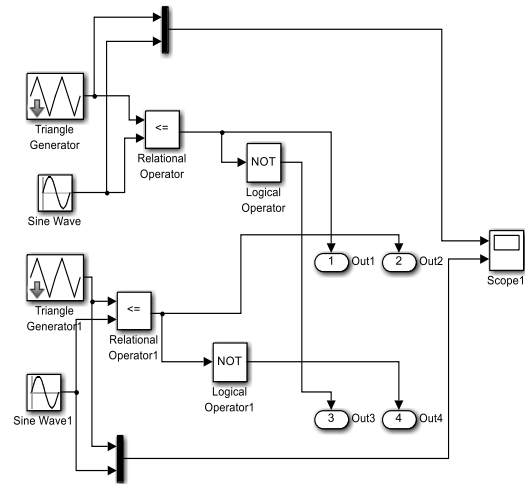 Triangle
Generator
<=
Relational
Operator
NOT
Logical
Operator
Sine Wave
1
Out1
2
Out2
Scope1
Triangle
Generator1
<=
Relational
Operator1
NOT
Logical
Operator1
Sine Wave1
3
Out3
4
Out4